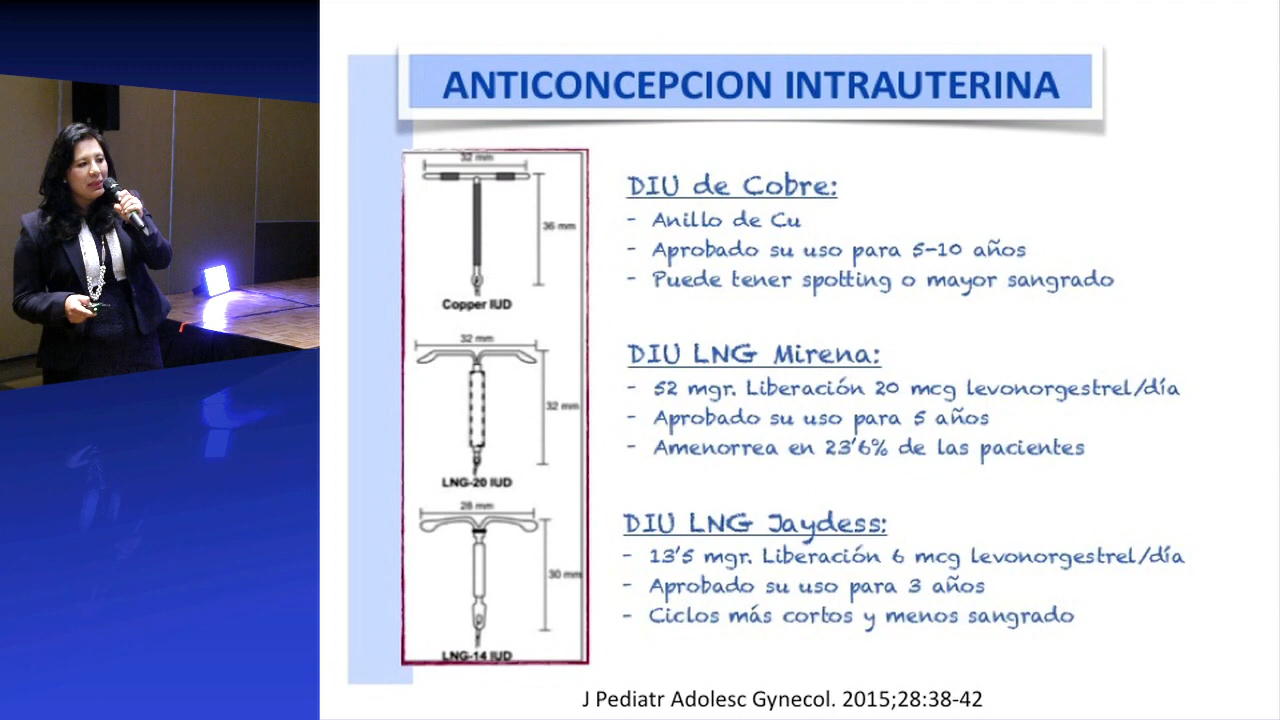 ANTICONCEPCION INTRAUTERINA
32 mm
36 mm
Copper IUD
32 mm
32 mm
LNG-20 IUD
28 mm
30 mm
LNG-14 IUD
DIU de Cobre:
- Anillo de Cu
- Aprobado su uso para 5-10 años
- Puede tener spotting o mayor sangrado
DIU LNG Mirena:
- 52 mgr. Liberación 20 mcg levonorgestrel/día
- Aprobado su uso para 5 años
- Amenorrea en 23'6% de las pacientes
DIU LNG Jaydess:
- 13'5 mgr. Liberación 6 mcg levonorgestrel/día
- Aprobado su uso para 3 años
- Ciclos más cortos y menos sangrado
J Pediatr Adolesc Gynecol. 2015;28:38-42